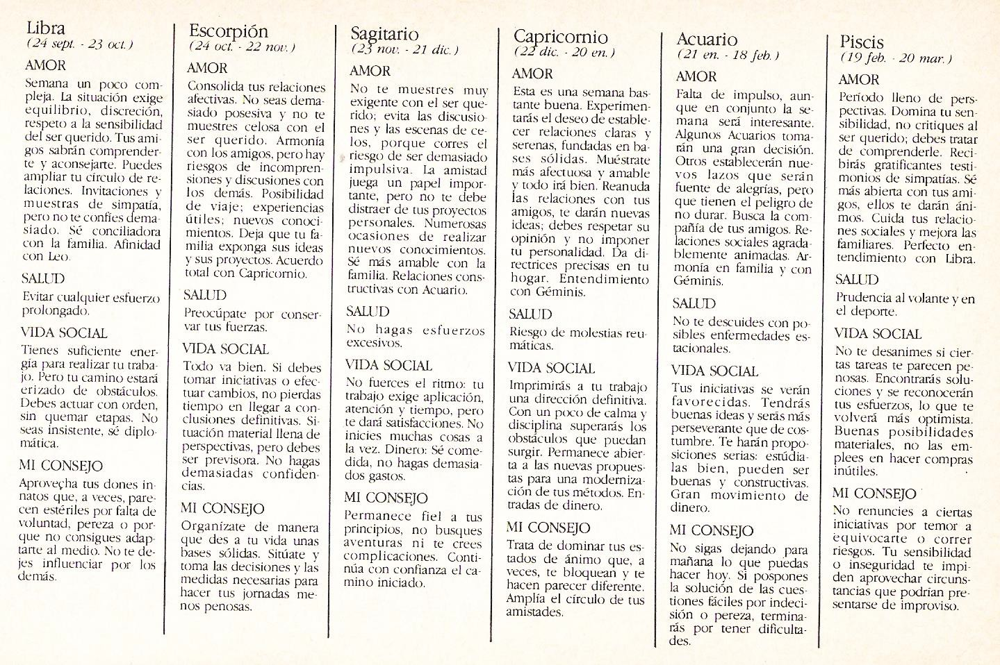 Libra
(24 sept. - 23 oct.)
AMOR
Semana un poco com-
pleja. La situación exige
equilibrio, discreción,
respeto a la sensibilidad
del ser querido. Tus ami-
gos sabrán comprender-
te y aconsejarte. Puedes
ampliar tu círculo de re-
laciones. Invitaciones y
muestras de simpatía,
pero no te confíes dema-
siado. Sé conciliadora
con la familia. Afinidad
con Leo.
SALUD
Evitar cualquier esfuerzo
prolongado.
VIDA SOCIAL
Tienes suficiente ener-
gía para realizar tu traba-
jo. Pero tu camino estará
erizado de obstáculos.
Debes actuar con orden,
sin quemar etapas. No
seas insistente, sé diplo-
mática.
MI CONSEJO
Aprovecha tus dones in-
natos que, a veces, pare-
cen estériles por falta de
voluntad, pereza o por-
que no consigues adap-
tarte al medio. No te de-
jes influenciar por los
demás.
Escorpión
(24 oct. - 22 nov.)
AMOR
Consolida tus relaciones
afectivas. No seas dema-
siado posesiva y no te
muestres celosa con el
ser querido. Armonía
con los amigos, pero hay
riesgos de incompren-
siones y discusiones con
los demás. Posibilidad
de viaje; experiencias
útiles; nuevos conoci-
mientos. Deja que tu fa-
milia exponga sus ideas
y sus proyectos. Acuerdo
total con Capricornio.
SALUD
Preocúpate por conser-
var tus fuerzas.
VIDA SOCIAL
Todo va bien. Si debes
tomar iniciativas o efec-
tuar cambios, no pierdas
tiempo en llegar a con-
clusiones definitivas. Si-
tuación material llena de
perspectivas, pero debes
ser previsora. No hagas
demasiadas confiden-
cias.
MI CONSEJO
Organízate de manera
que des a tu vida unas
bases sólidas. Sitúate y
toma las decisiones y las
medidas necesarias para
hacer tus jornadas me-
nos penosas.
Sagitario
(23 nov. - 21 dic.)
AMOR
No te muestres muy
exigente con el ser que-
rido; evita las discusio-
nes y las escenas de ce-
los, porque corres el
riesgo de ser demasiado
impulsiva. La amistad
juega un papel impor-
tante, pero no te debe
distraer de tus proyectos
personales. Numerosas
ocasiones de realizar
nuevos conocimientos.
Sé más amable con la
familia. Relaciones cons-
tructivas con Acuario.
SALUD
No hagas esfuerzos
excesivos.
VIDA SOCIAL
No fuerces el ritmo: tu
trabajo exige aplicación,
atención y tiempo, pero
te dará satisfacciones. No
inicies muchas cosas a
la vez. Dinero: Sé come-
dida, no hagas demasia-
dos gastos.
MI CONSEJO
Permanece fiel a tus
principios, no busques
aventuras ni te crees
complicaciones. Conti-
núa con confianza el ca-
mino iniciado.
Capricornio
(22 dic. - 20 en.)
AMOR
Esta es una semana bas-
tante buena. Experimen-
tarás el deseo de estable-
cer relaciones claras y
serenas, fundadas en ba-
ses sólidas. Muéstrate
más afectuosa y amable
y todo irá bien. Reanuda
las relaciones con tus
amigos, te darán nuevas
ideas; debes respetar su
opinión y no imponer
tu personalidad. Da di-
rectrices precisas en tu
hogar. Entendimiento
con Géminis.
SALUD
Riesgo de molestias reu-
máticas.
VIDA SOCIAL
Imprimirás a tu trabajo
una dirección definitiva.
Con un poco de calma y
disciplina superarás los
obstáculos que puedan
surgir. Permanece abier-
ta a las nuevas propues-
tas para una moderniza-
ción de tus métodos. En-
tradas de dinero.
MI CONSEJO
Trata de dominar tus es-
tados de ánimo que, a
veces, te bloquean y te
hacen parecer diferente.
Amplía el círculo de tus
amistades.
Acuario
(21 en. - 18 feb.)
AMOR
Falta de impulso, aun-
que en conjunto la se-
mana será interesante.
Algunos Acuarios toma-
rán una gran decisión.
Otros establecerán nue-
vos lazos que serán
fuente de alegrías, pero
que tienen el peligro de
no durar. Busca la com-
pañía de tus amigos. Re-
laciones sociales agrada-
blemente animadas. Ar-
monía en familia y con
Géminis.
SALUD
No te descuides con po-
sibles enfermedades es-
tacionales.
VIDA SOCIAL
Tus iniciativas se verán
favorecidas. Tendrás
buenas ideas y serás más
perseverante que de cos-
tumbre. Te harán propo-
siciones serias: estúdia-
las bien, pueden ser
buenas y constructivas.
Gran movimiento de
dinero.
MI CONSEJO
No sigas dejando para
mañana lo que puedas
hacer hoy. Si pospones
la solución de las cues-
tiones fáciles por indeci-
sión o pereza, termina-
rás por tener dificulta-
des.
Piscis
(19 feb. - 20 mar.)
AMOR
Período lleno de pers-
pectivas. Domina tu sen-
sibilidad, no critiques al
ser querido; debes tratar
de comprenderle. Reci-
birás gratificantes testi-
monios de simpatías. Sé
más abierta con tus ami-
gos, ellos te darán áni-
mos. Cuida tus relacio-
nes sociales y mejora las
familiares. Perfecto en-
tendimiento con Libra.
SALUD
Prudencia al volante y en
el deporte.
VIDA SOCIAL
No te desanimes si cier-
tas tareas te parecen pe-
nosas. Encontrarás solu-
ciones y se reconocerán
tus esfuerzos, lo que te
volverá más optimista.
Buenas posibilidades
materiales, no las em-
plees en hacer compras
inútiles.
MI CONSEJO
No renuncies a ciertas
iniciativas por temor a
equivocarte o correr
riesgos. Tu sensibilidad
o inseguridad te impi-
den aprovechar circuns-
tancias que podrían pre-
sentarse de improviso.